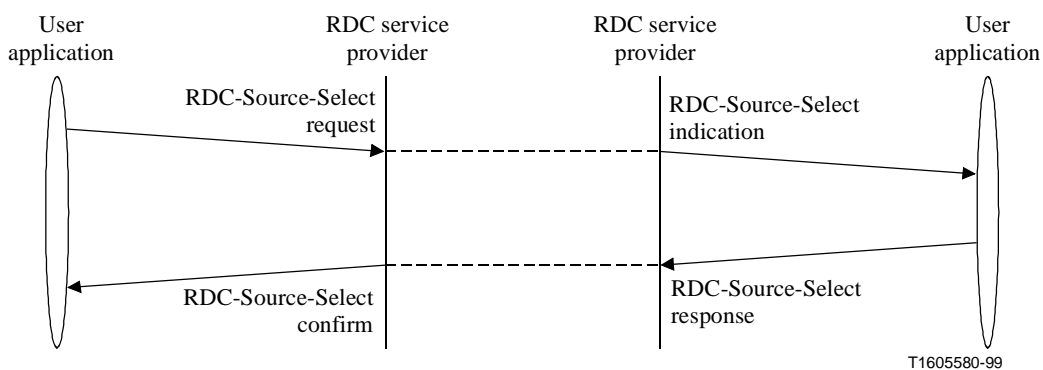 User
application
RDC service
provider
RDC service
provider
User
application
RDC-Source-Select
request
RDC-Source-Select
indication
RDC-Source-Select
confirm
RDC-Source-Select
response
T1605580-99